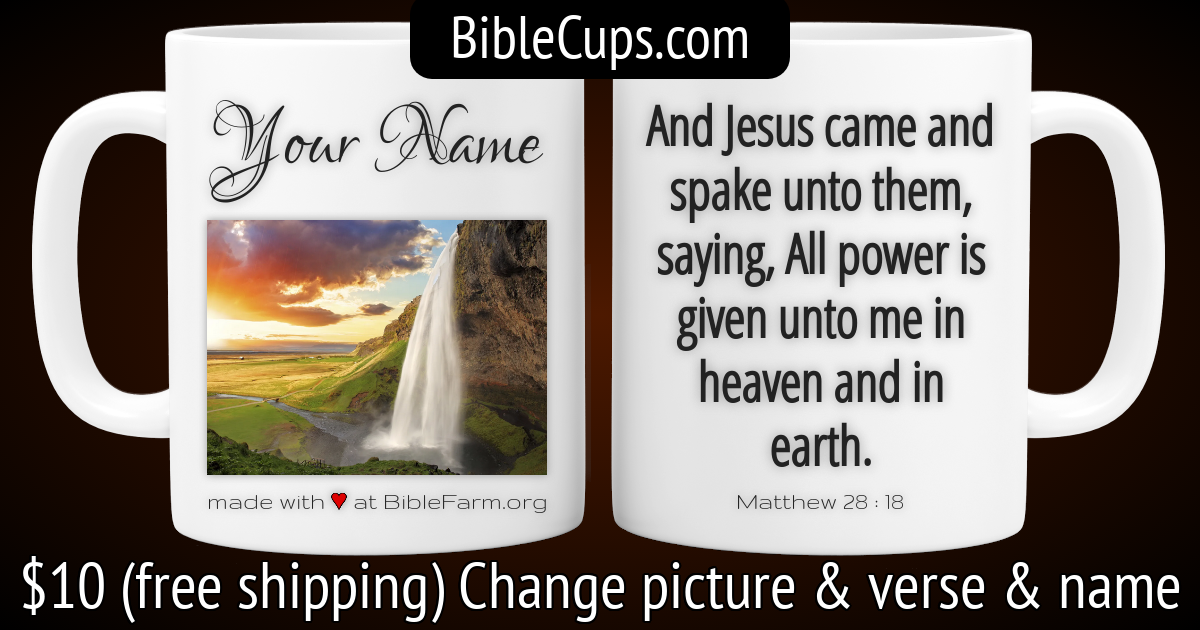 BibleCups.com
Your Name
made with ♥ at BibleFarm.org
And Jesus came and
spake unto them,
saying, All power is
given unto me in
heaven and in
earth.
Matthew 28 : 18
$10 (free shipping) Change picture & verse & name